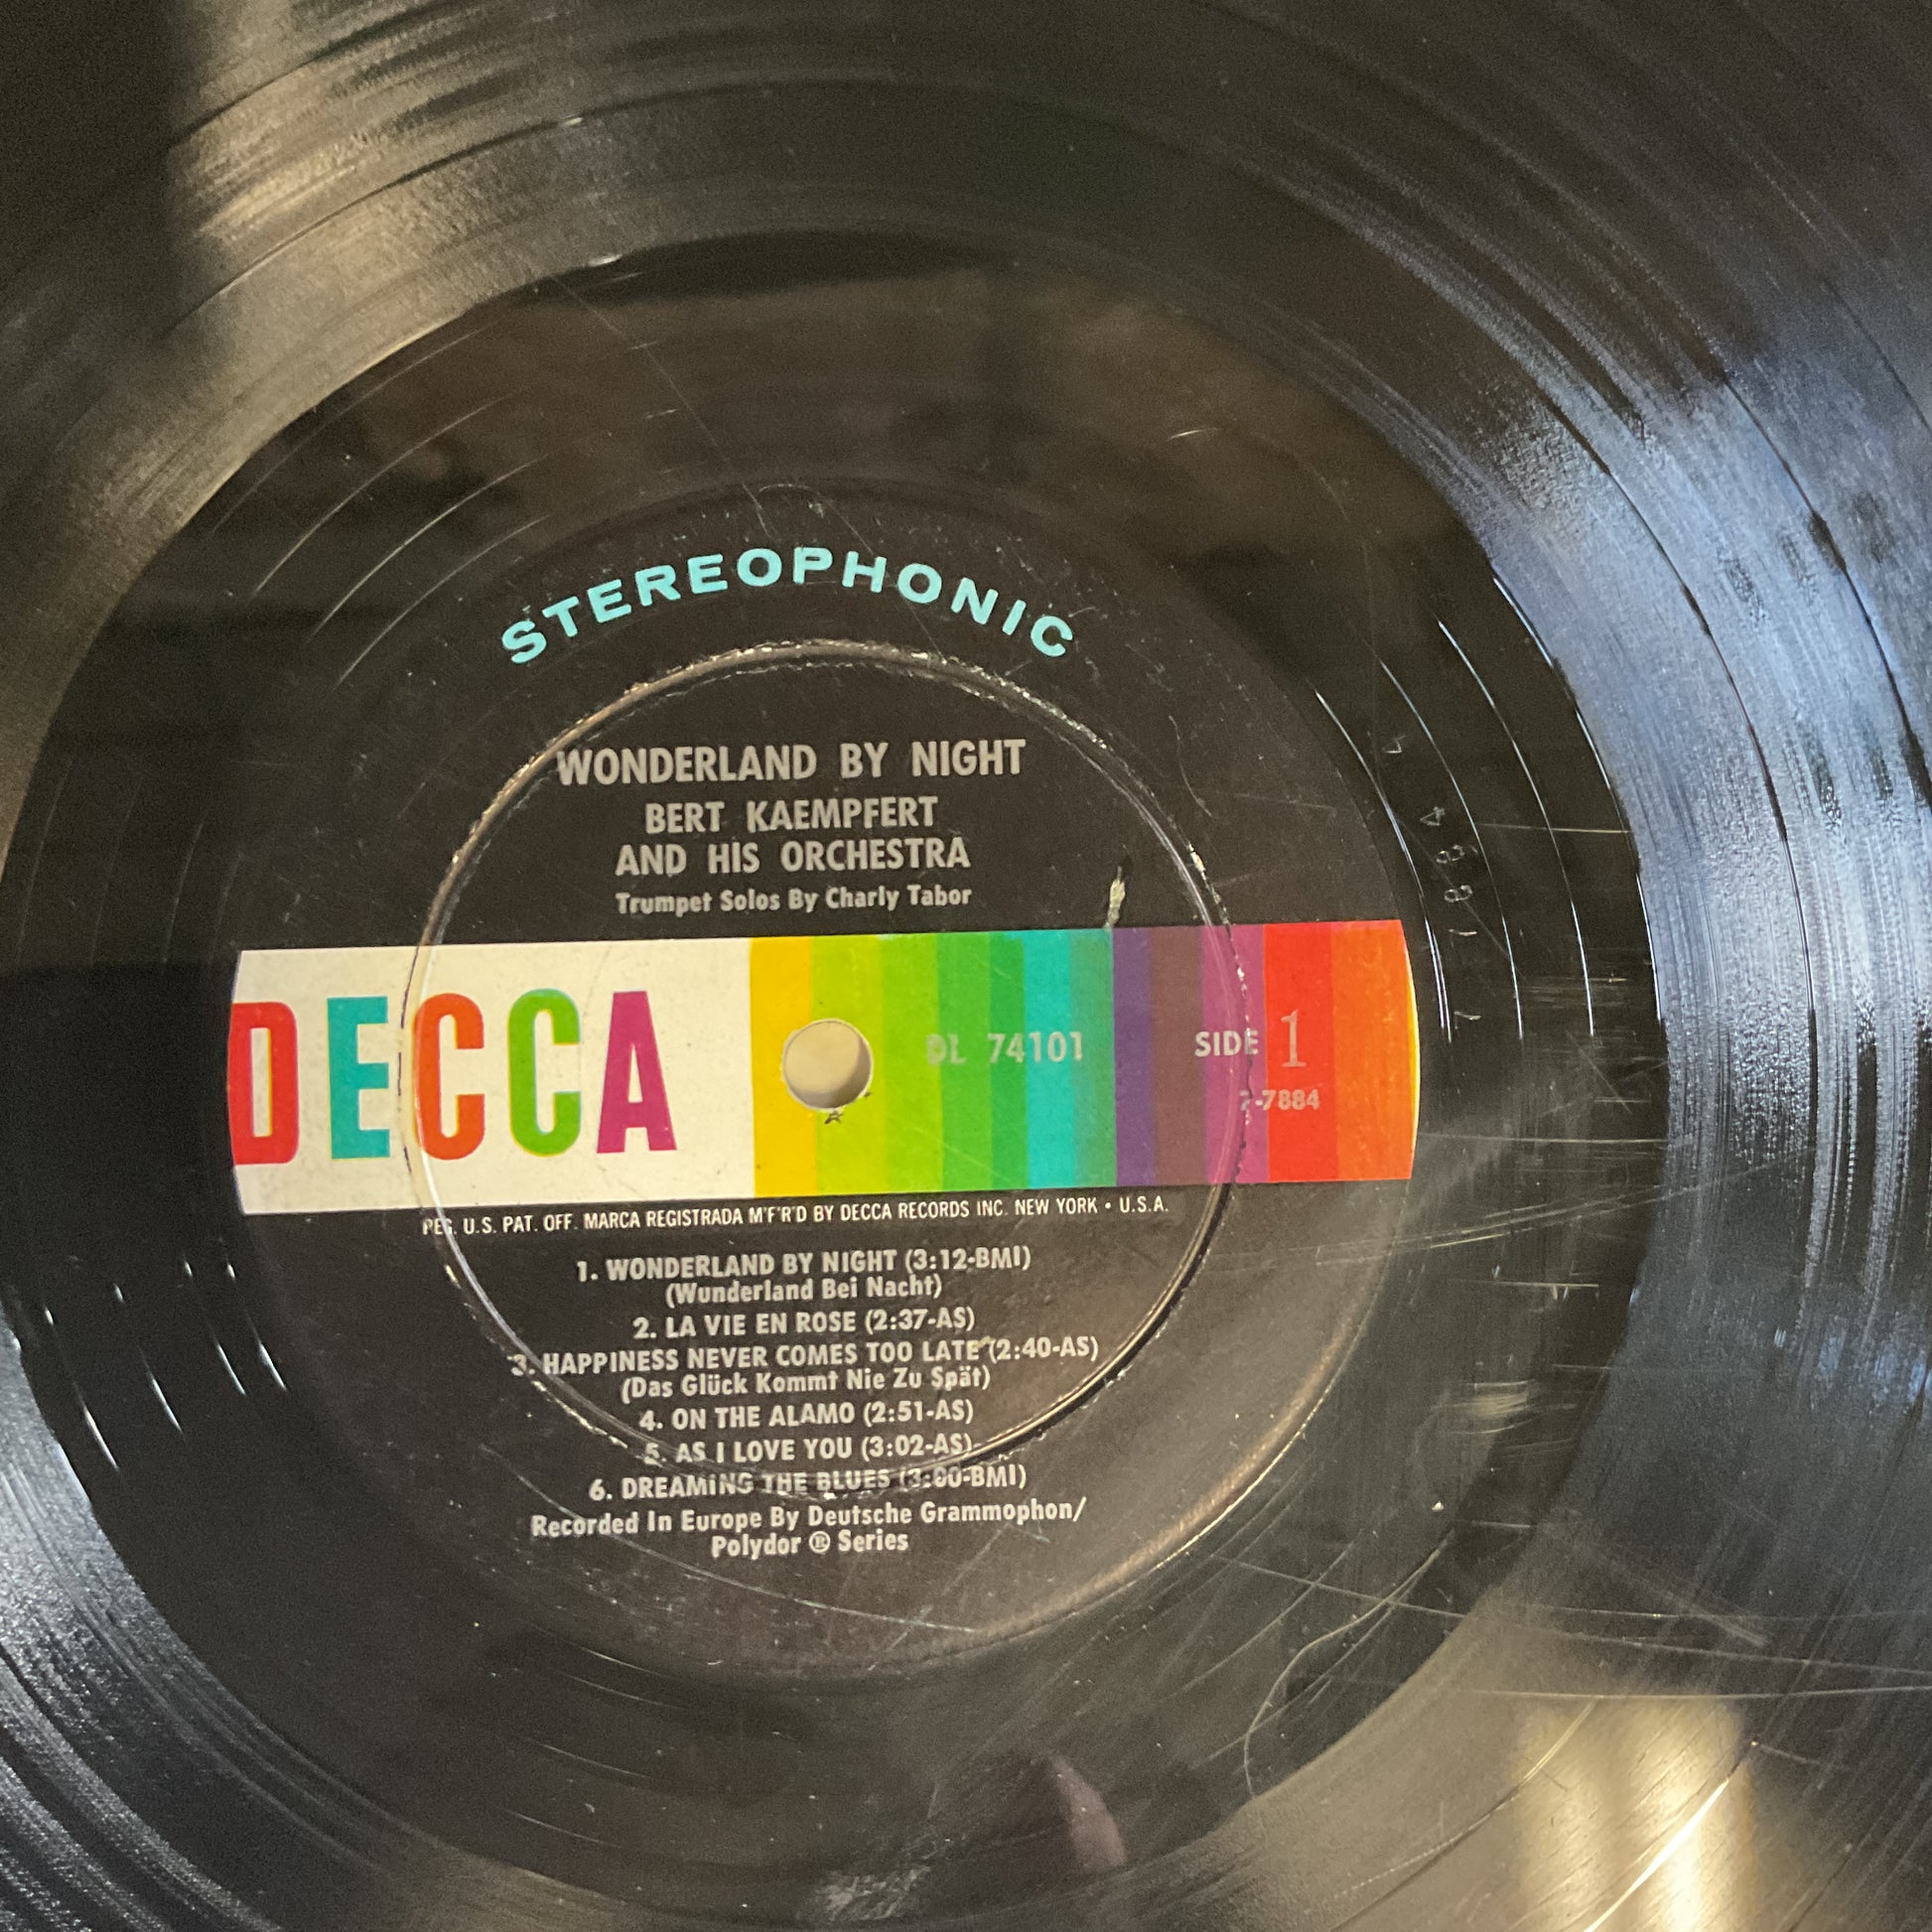 STEREOPHONIC
WONDERLAND BY NIGHT
BERT KAEMPFERT
AND HIS ORCHESTRA
Trumpet Solos By Charly Tabor
DECCA
DL 74101
SIDE 1
7-7884
REG. U.S. PAT. OFF. MARCA REGISTRADA M'F'R'D BY DECCA RECORDS INC. NEW YORK • U.S.A.
1. WONDERLAND BY NIGHT (3:12-BMI)
(Wunderland Bei Nacht)
2. LA VIE EN ROSE (2:37-AS)
3. HAPPINESS NEVER COMES TOO LATE (2:40-AS)
(Das Glück Kommt Nie Zu Spät)
4. ON THE ALAMO (2:51-AS)
5. AS I LOVE YOU (3:02-AS)
6. DREAMING THE BLUES (3:00-BMI)
Recorded In Europe By Deutsche Grammophon/
Polydor ® Series